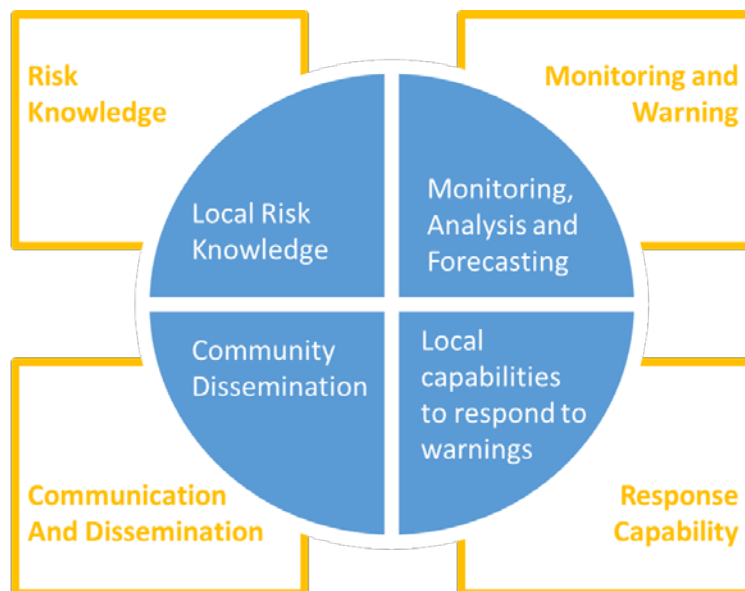 Risk
Knowledge
Monitoring and
Warning
Local Risk
Knowledge
Monitoring,
Analysis and
Forecasting
Community
Dissemination
Local
capabilities
to respond to
warnings
Communication
And Dissemination
Response
Capability